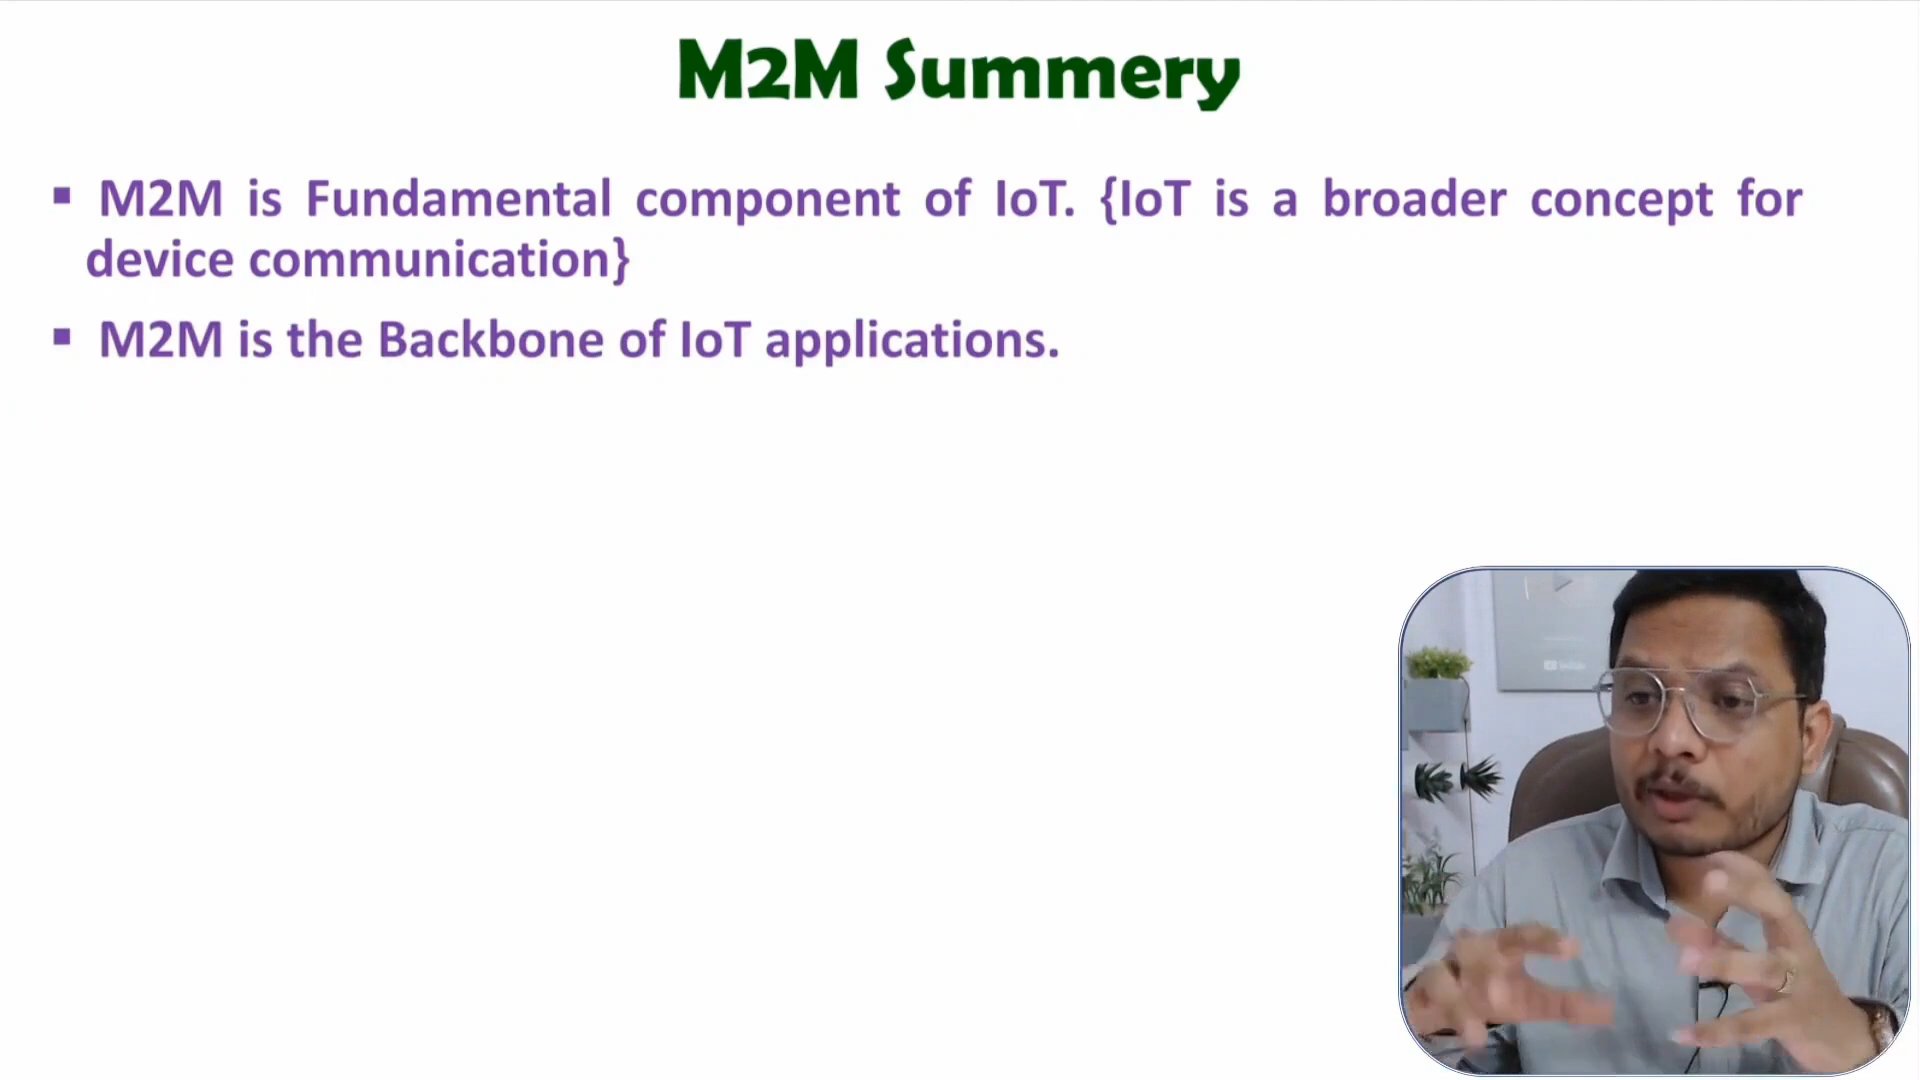 M2M Summery
▪ M2M is Fundamental component of IoT. {IoT is a broader concept for
device communication}
▪ M2M is the Backbone of IoT applications.